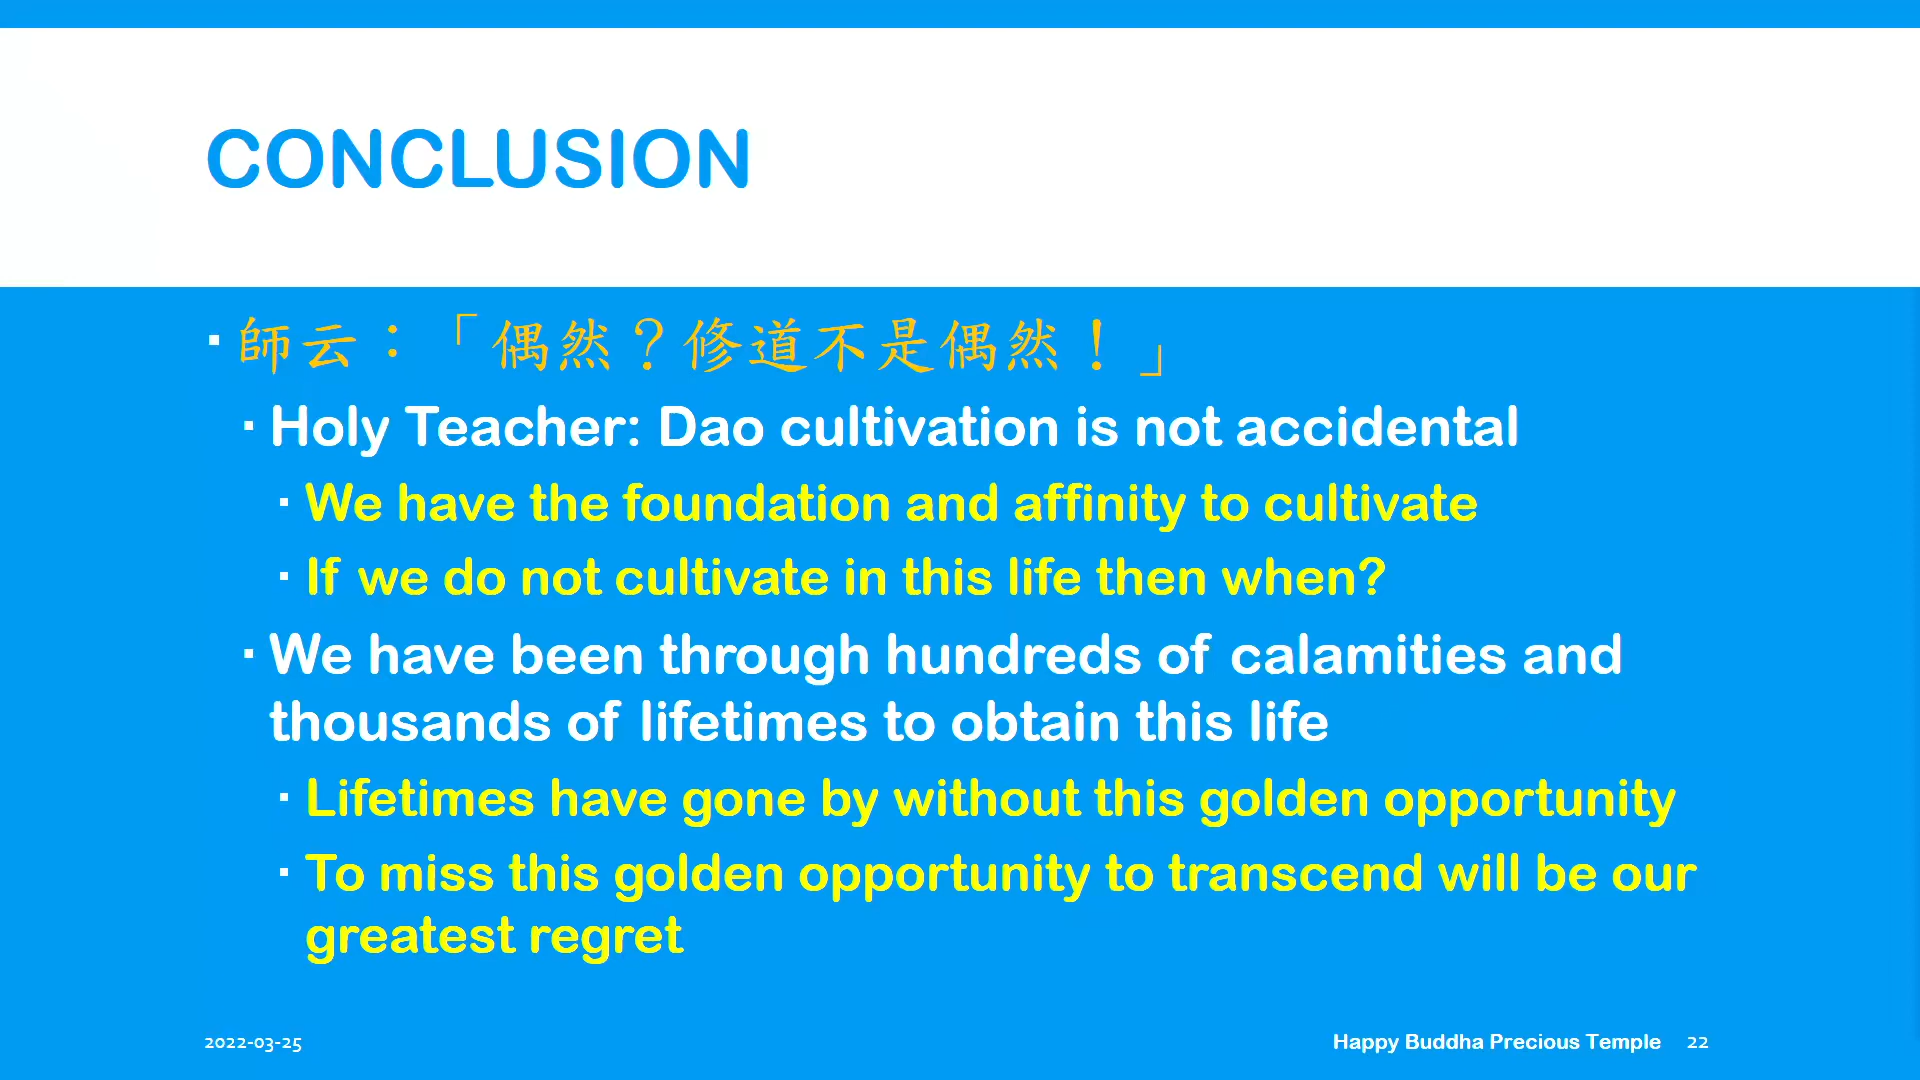 CONCLUSION
師云：「偶然？修道不是偶然！」
Holy Teacher: Dao cultivation is not accidental
We have the foundation and affinity to cultivate
If we do not cultivate in this life then when?
We have been through hundreds of calamities and
thousands of lifetimes to obtain this life
Lifetimes have gone by without this golden opportunity
To miss this golden opportunity to transcend will be our
greatest regret
2022-03-25
Happy Buddha Precious Temple 22